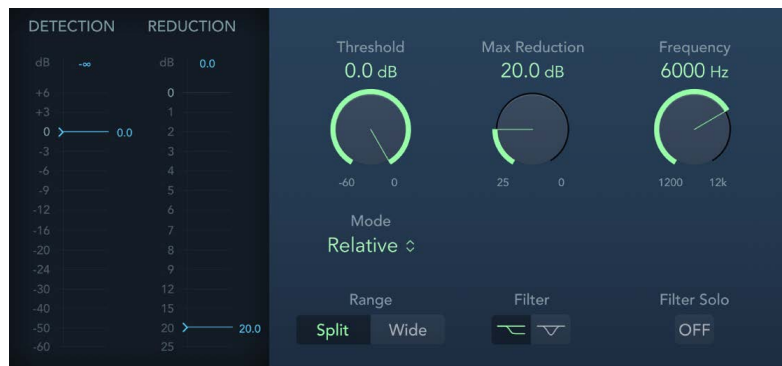 DETECTION REDUCTION
dB -∞ dB 0.0
+6 0
+3 1
0 0.0 2
-3 3
-6 4
-9 5
-12 6
-16 7
-20 8
-24 9
-30 12
-40 15
-50 20 20.0
-60 25
Threshold Max Reduction Frequency
0.0 dB 20.0 dB 6000 Hz
-60 0 25 0 1200 12k
Mode
Relative
Range Filter Filter Solo
Split Wide OFF